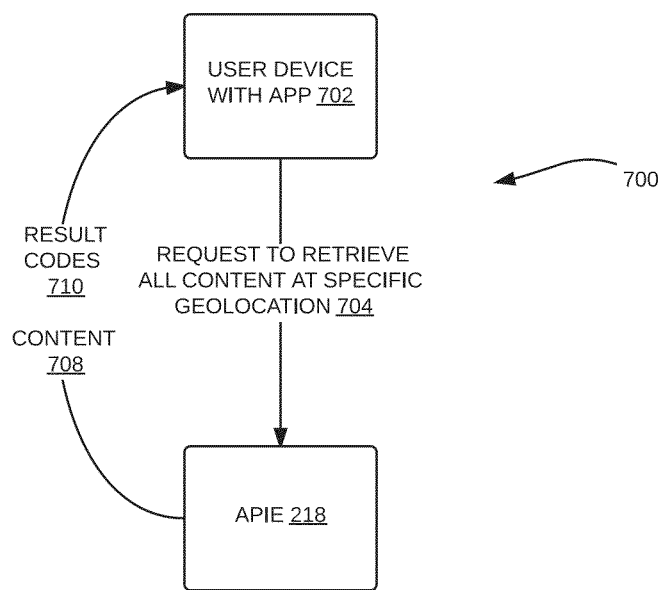 USER DEVICE
WITH APP 702
700
RESULT
CODES
710
REQUEST TO RETRIEVE
ALL CONTENT AT SPECIFIC
GEOLOCATION 704
CONTENT
708
APIE 218